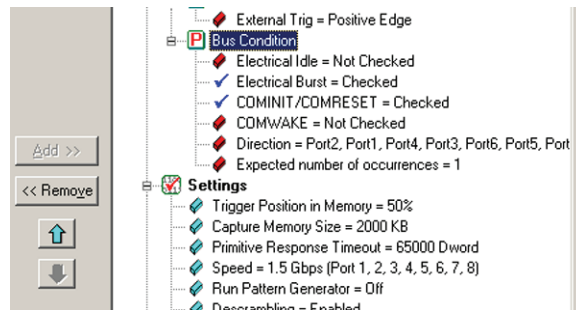 External Trig = Positive Edge
P Bus Condition
Electrical Idle = Not Checked
Electrical Burst = Checked
COMINIT/COMRESET = Checked
COMWAKE = Not Checked
Add >>
Direction = Port2, Port1, Port4, Port3, Port6, Port5, Port
Expected number of occurrences = 1
<< Remove
Settings
Trigger Position in Memory = 50%
Capture Memory Size = 2000 KB
Primitive Response Timeout = 65000 Dword
Speed = 1.5 Gbps (Port 1, 2, 3, 4, 5, 6, 7, 8)
Run Pattern Generator = Off
Descrambling = Enabled